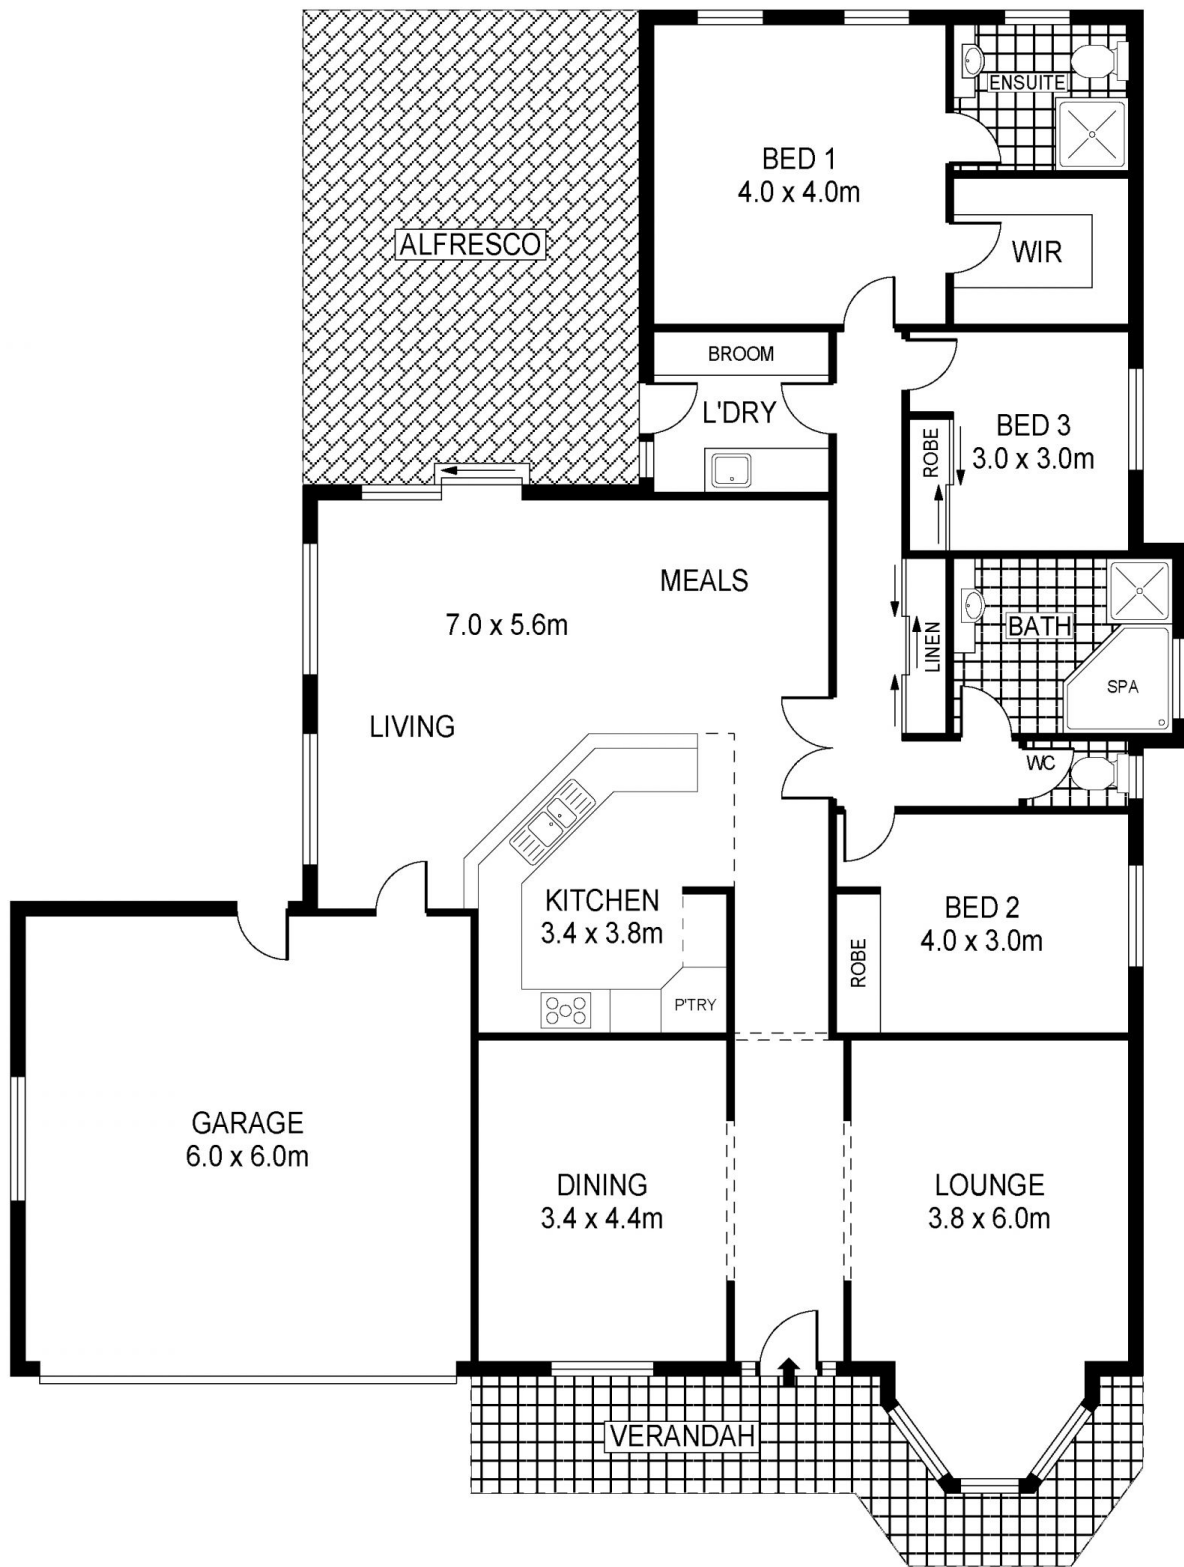 ENSUITE
BED 1
4.0 x 4.0m
ALFRESCO
WIR
BROOM
L'DRY
BED 3
3.0 x 3.0m
ROBE
MEALS
7.0 x 5.6m
LINEN
BATH
SPA
LIVING
WC
KITCHEN
3.4 x 3.8m
BED 2
4.0 x 3.0m
ROBE
P'TRY
GARAGE
6.0 x 6.0m
DINING
3.4 x 4.4m
LOUNGE
3.8 x 6.0m
VERANDAH